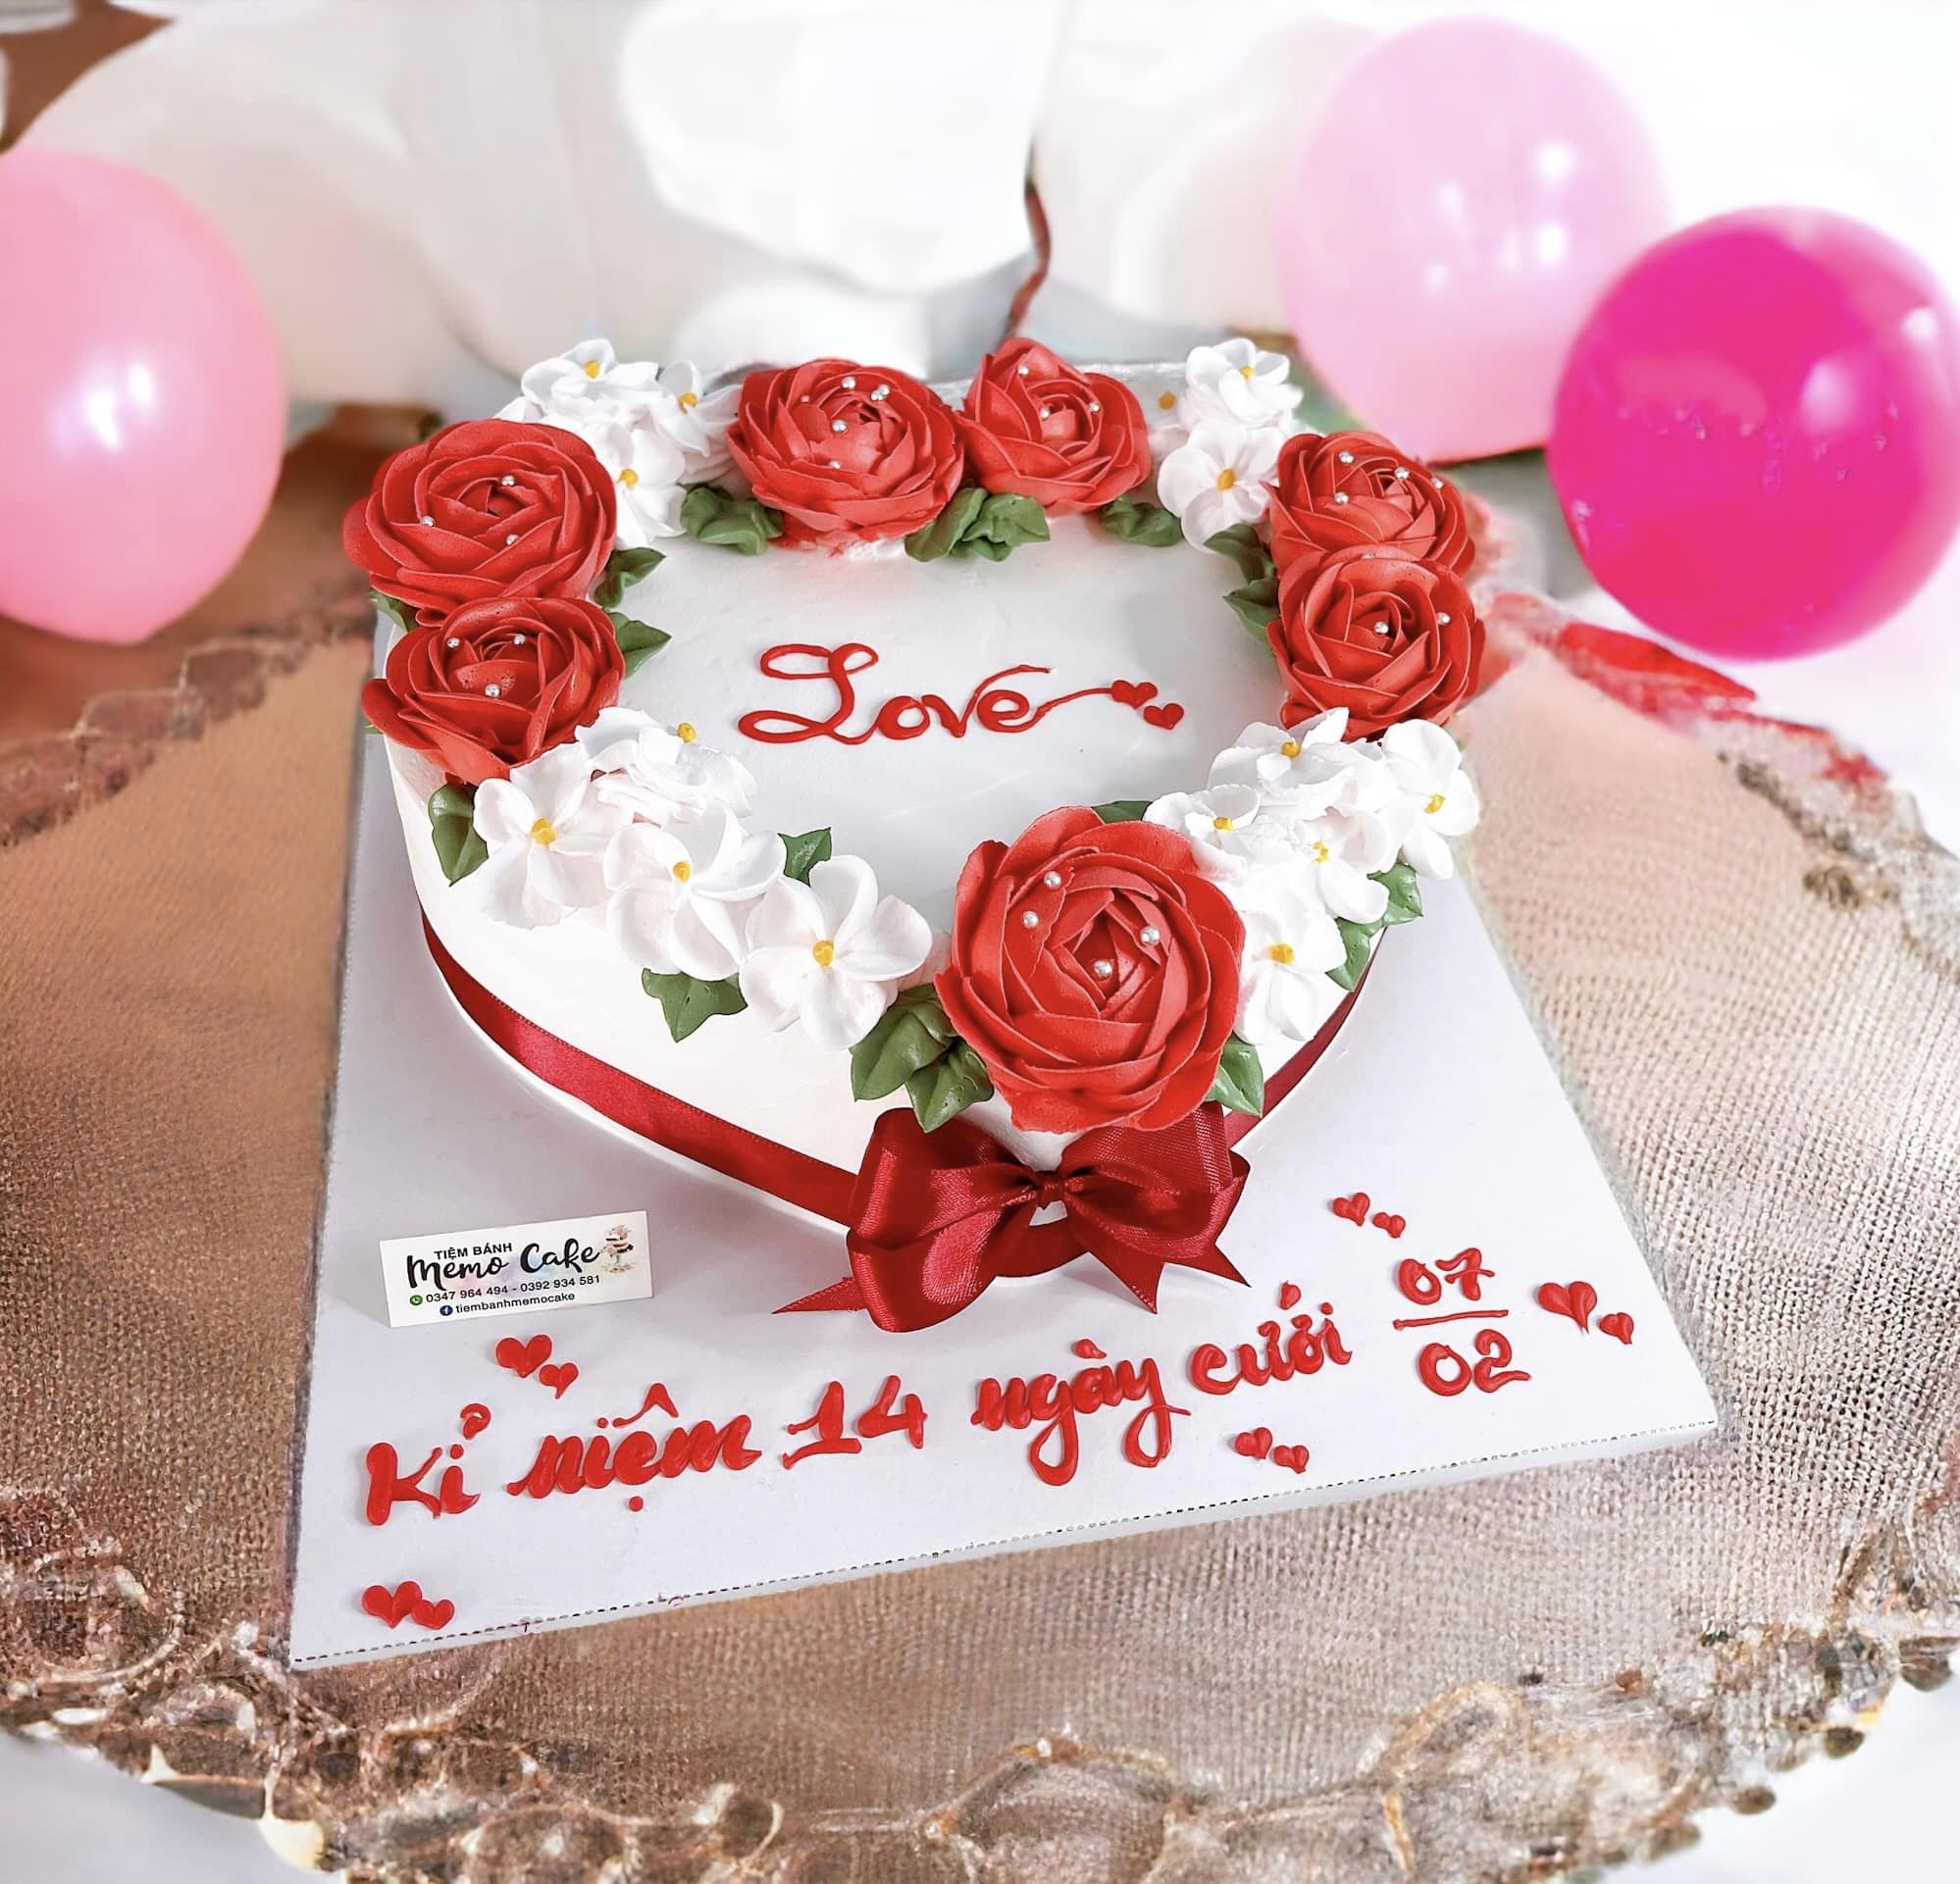 Love
TIỆM BÁNH
Memo Cake
0347 964 494 - 0392 934 581
tiembanhmemocake
Kỉ niệm 14 ngày cưới 07
02